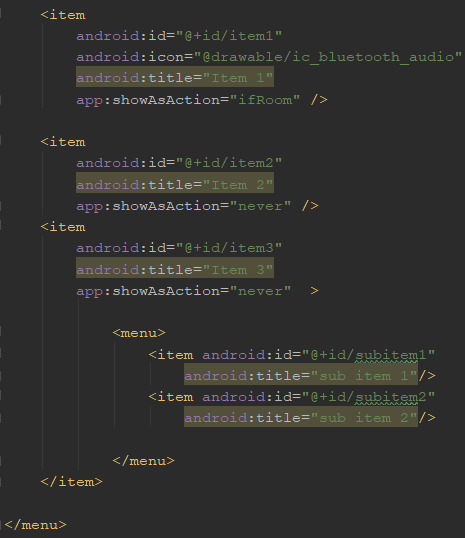 <item
android:id="@+id/item1"
android:icon="@drawable/ic_bluetooth_audio"
android:title="Item 1"
app:showAsAction="ifRoom" />
<item
android:id="@+id/item2"
android:title="Item 2"
app:showAsAction="never" />
<item
android:id="@+id/item3"
android:title="Item 3"
app:showAsAction="never"  >
<menu>
<item android:id="@+id/subitem1"
android:title="sub item 1"/>
<item android:id="@+id/subitem2"
android:title="sub item 2"/>
</menu>
</item>
</menu>